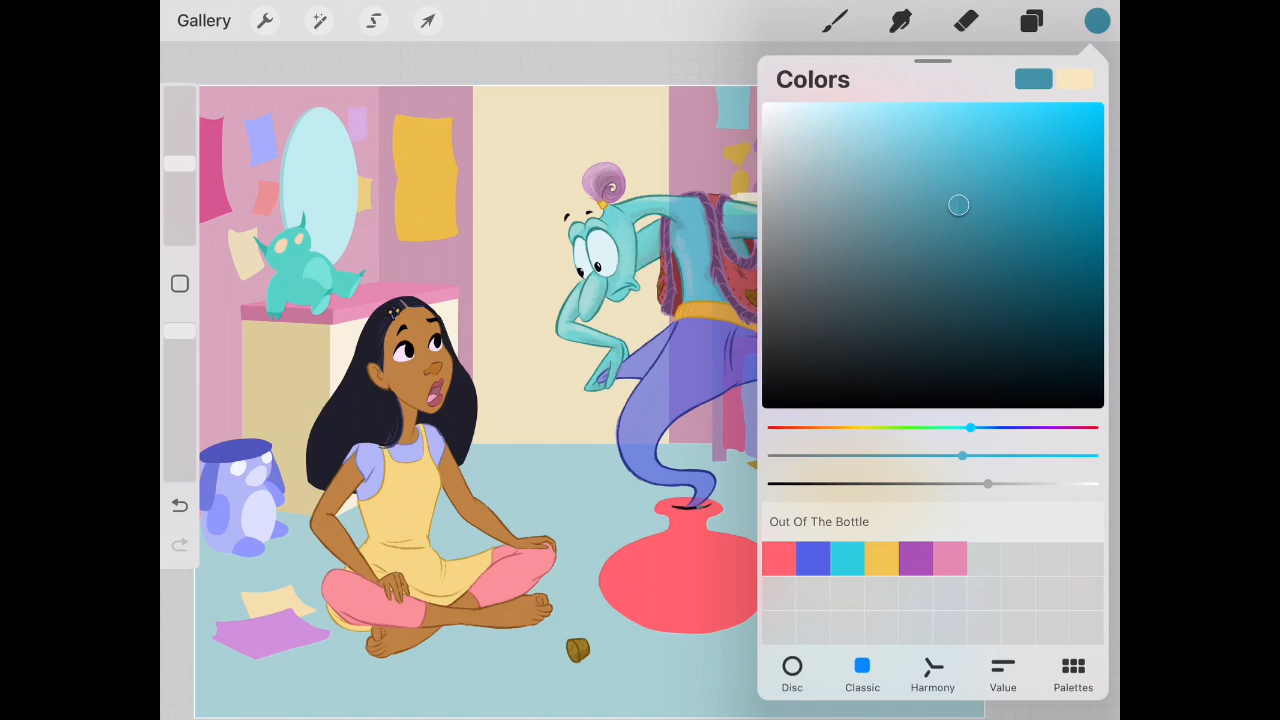 Gallery
Colors
Out Of The Bottle
Disc
Classic
Harmony
Value
Palettes